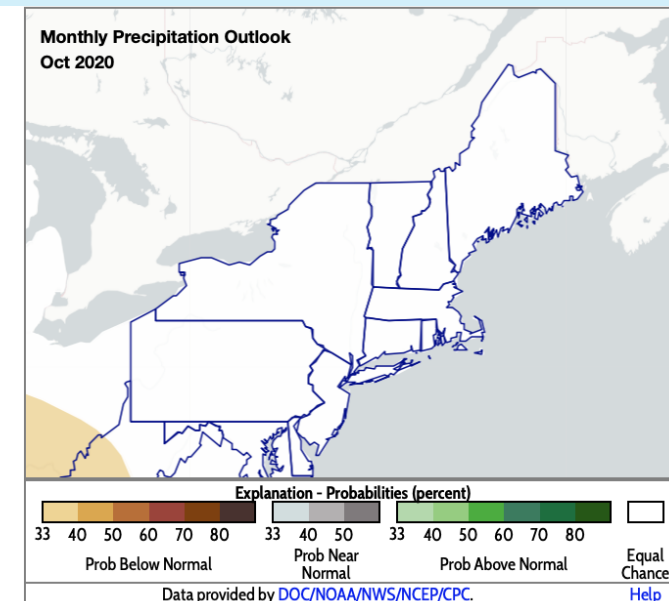 Monthly Precipitation Outlook
Oct 2020
Explanation - Probabilities (percent)
33 40 50 60 70 80 33 40 50 33 40 50 60 70 80
Prob Below Normal Prob Near Normal Prob Above Normal Equal Chance
Data provided by DOC/NOAA/NWS/NCEP/CPC. Help